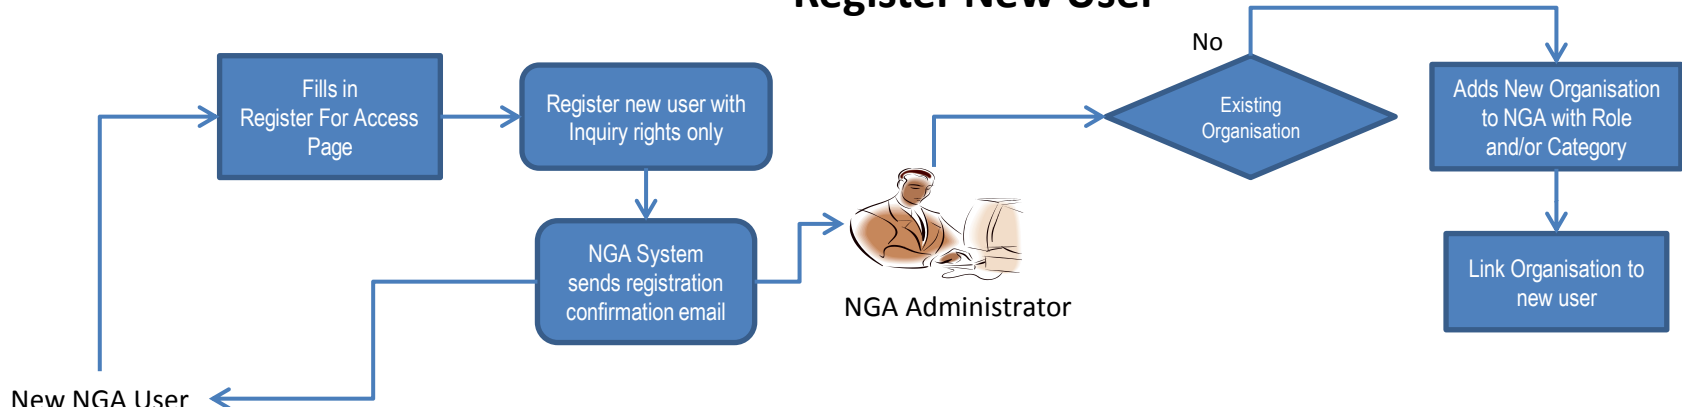 Register New User
No
Fills in
Register For Access
Page
Register new user with
Inquiry rights only
Existing
Organisation
Adds New Organisation
to NGA with Role
and/or Category
NGA System
sends registration
confirmation email
NGA Administrator
Link Organisation to
new user
New NGA User